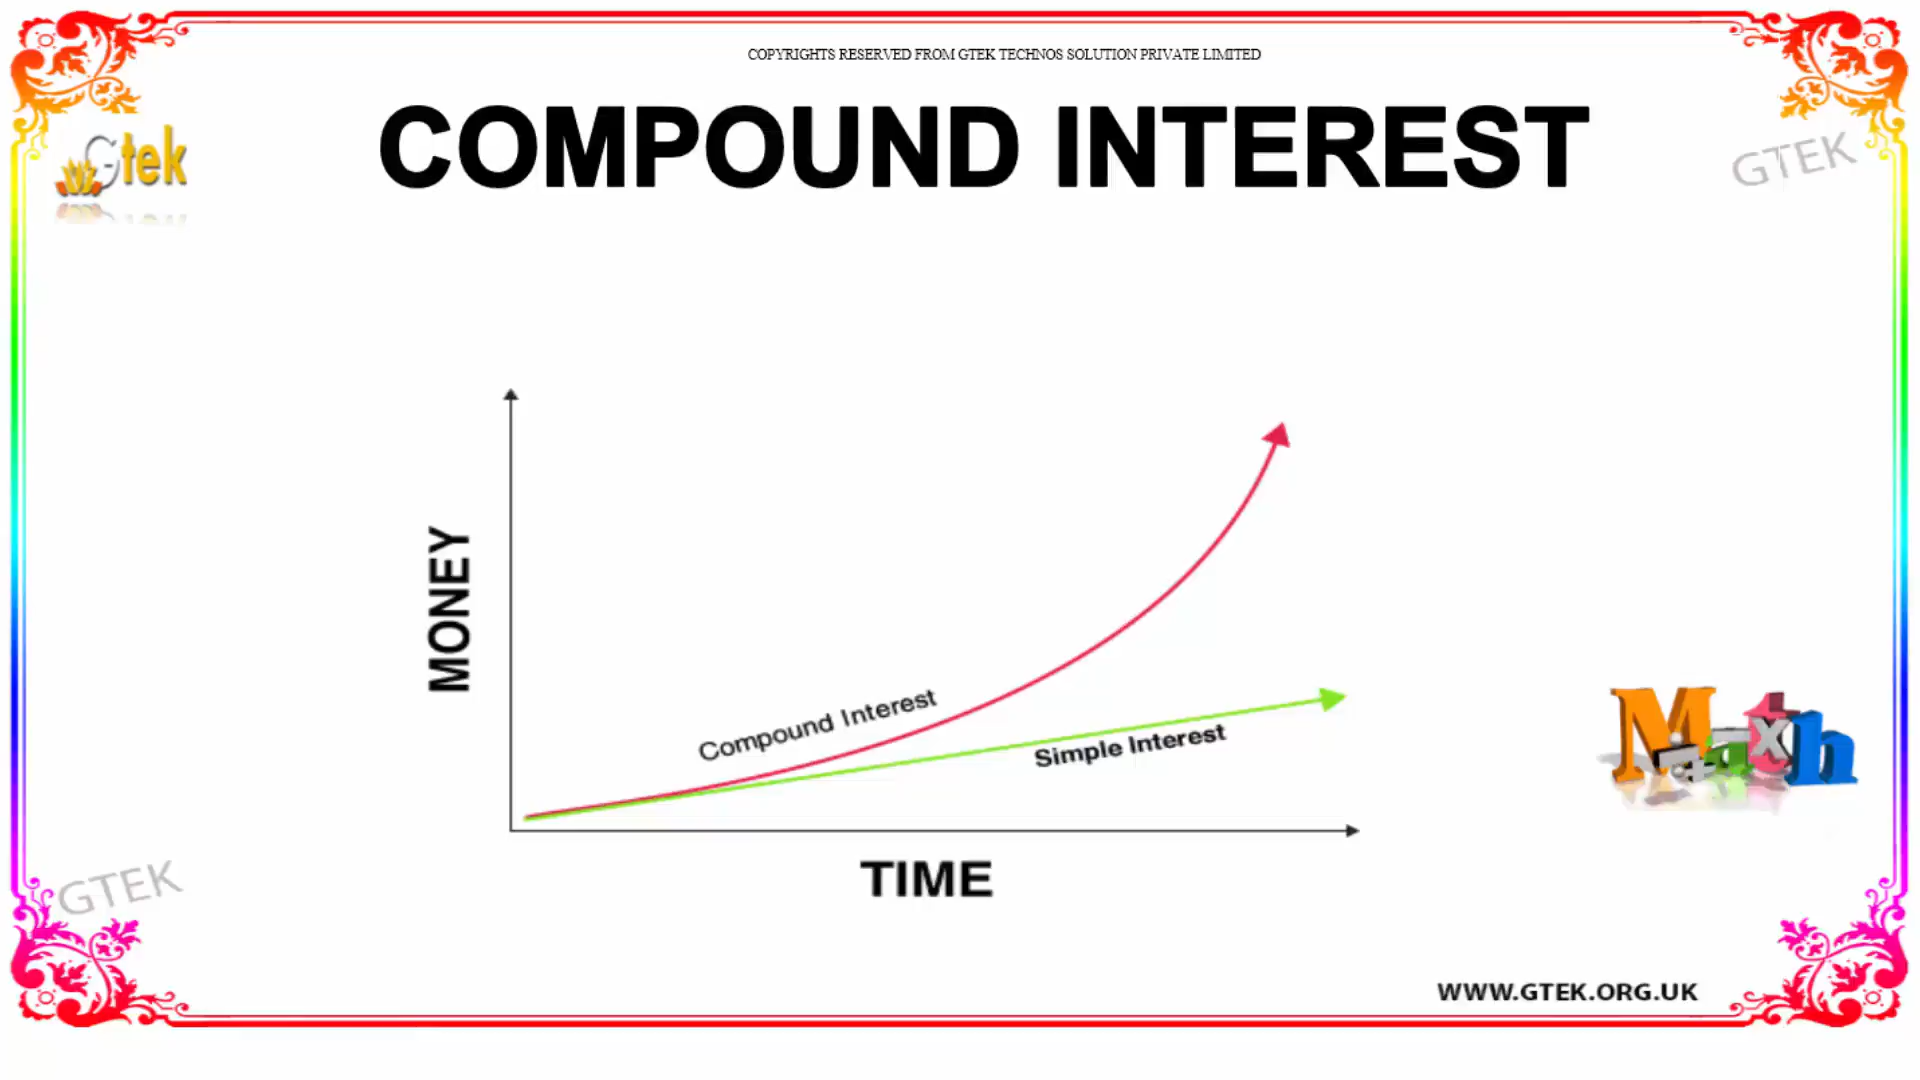 COPYRIGHTS RESERVED FROM GTEK TECHNOS SOLUTION PRIVATE LIMITED
COMPOUND INTEREST
Gtek
GTEK
MONEY
Compound Interest
Simple Interest
Math
TIME
GTEK
WWW.GTEK.ORG.UK